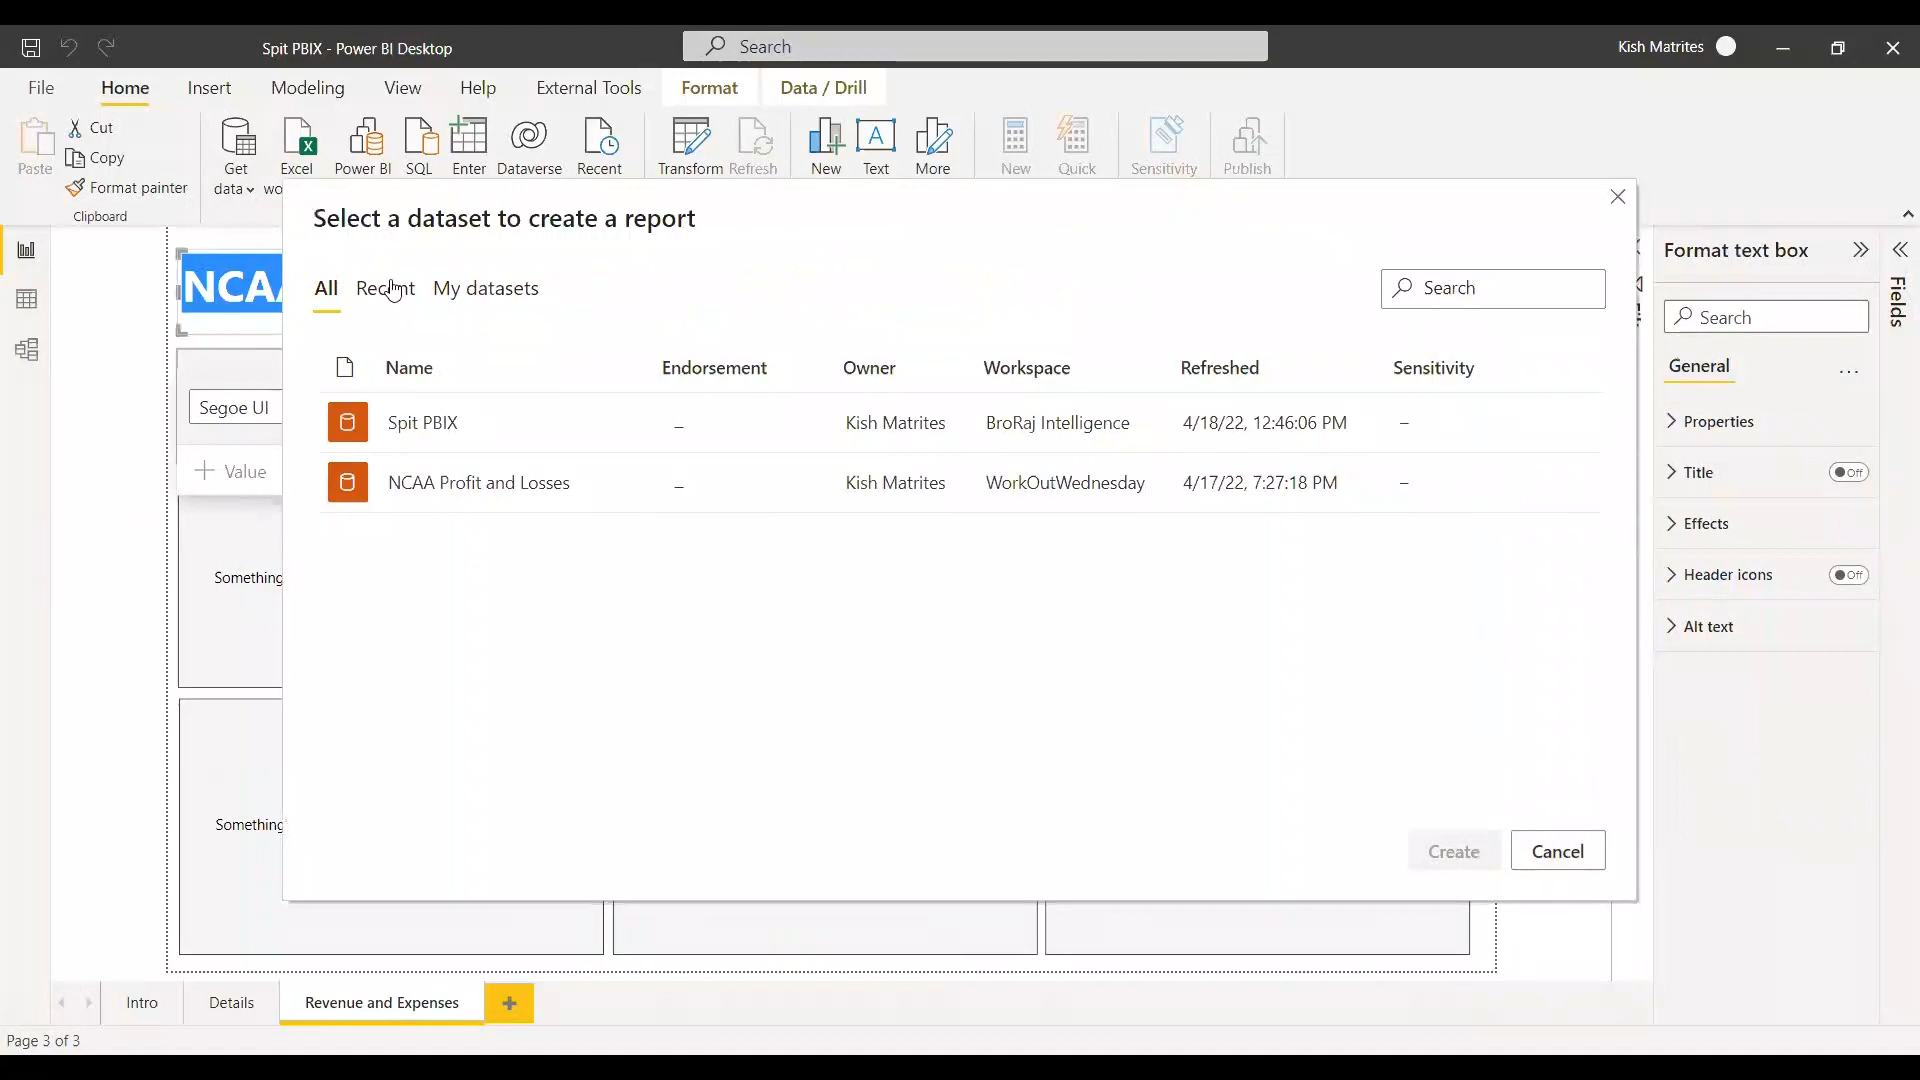 Spit PBIX - Power BI Desktop
Search
Kish Matrites
File Home Insert Modeling View Help External Tools Format Data / Drill
Paste
Cut
Copy
Format painter
Clipboard
Get data
Excel
Power BI
SQL
Enter
Dataverse
Recent
Transform
Refresh
New
Text
More
New
Quick
Sensitivity
Publish
wo
NCAA
Segoe UI
Value
Something
Something
Select a dataset to create a report
All Recent My datasets
Search
Name Endorsement Owner Workspace Refreshed Sensitivity
Spit PBIX – Kish Matrites BroRaj Intelligence 4/18/22, 12:46:06 PM –
NCAA Profit and Losses – Kish Matrites WorkOutWednesday 4/17/22, 7:27:18 PM –
Create Cancel
Format text box
Search
General ...
Properties
Title Off
Effects
Header icons Off
Alt text
Fields
Intro Details Revenue and Expenses
Page 3 of 3